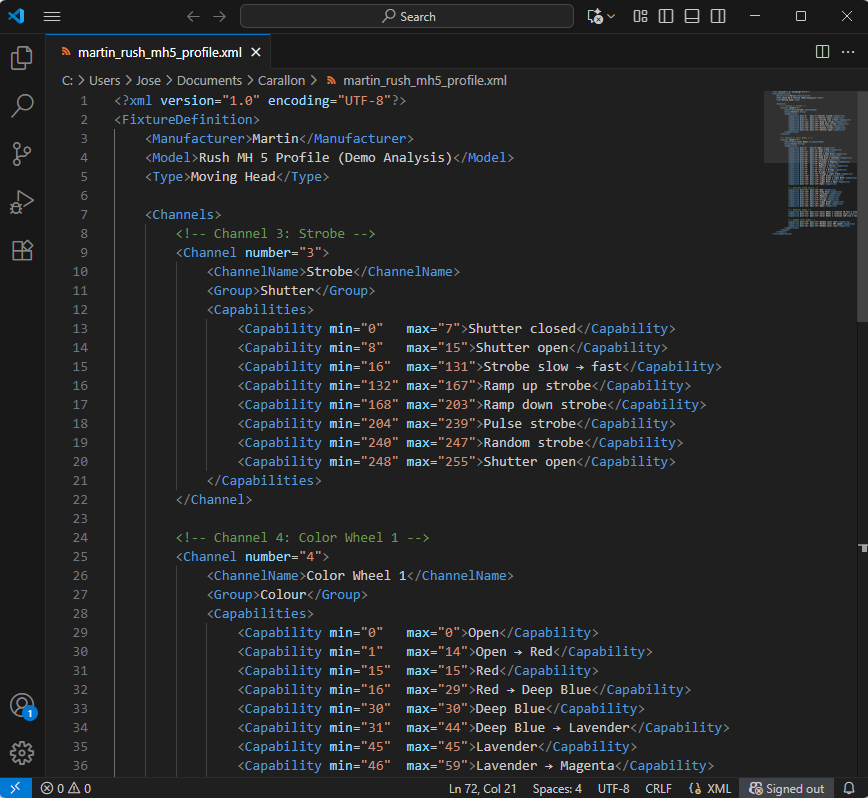 Search
martin_rush_mh5_profile.xml
C: > Users > Jose > Documents > Carallon > martin_rush_mh5_profile.xml
1 <?xml version="1.0" encoding="UTF-8"?>
2 <FixtureDefinition>
3 <Manufacturer>Martin</Manufacturer>
4 <Model>Rush MH 5 Profile (Demo Analysis)</Model>
5 <Type>Moving Head</Type>
6
7 <Channels>
8 <!-- Channel 3: Strobe -->
9 <Channel number="3">
10 <ChannelName>Strobe</ChannelName>
11 <Group>Shutter</Group>
12 <Capabilities>
13 <Capability min="0" max="7">Shutter closed</Capability>
14 <Capability min="8" max="15">Shutter open</Capability>
15 <Capability min="16" max="131">Strobe slow → fast</Capability>
16 <Capability min="132" max="167">Ramp up strobe</Capability>
17 <Capability min="168" max="203">Ramp down strobe</Capability>
18 <Capability min="204" max="239">Pulse strobe</Capability>
19 <Capability min="240" max="247">Random strobe</Capability>
20 <Capability min="248" max="255">Shutter open</Capability>
21 </Capabilities>
22 </Channel>
23
24 <!-- Channel 4: Color Wheel 1 -->
25 <Channel number="4">
26 <ChannelName>Color Wheel 1</ChannelName>
27 <Group>Colour</Group>
28 <Capabilities>
29 <Capability min="0" max="0">Open</Capability>
30 <Capability min="1" max="14">Open → Red</Capability>
31 <Capability min="15" max="15">Red</Capability>
32 <Capability min="16" max="29">Red → Deep Blue</Capability>
33 <Capability min="30" max="30">Deep Blue</Capability>
34 <Capability min="31" max="44">Deep Blue → Lavender</Capability>
35 <Capability min="45" max="45">Lavender</Capability>
36 <Capability min="46" max="59">Lavender → Magenta</Capability>
1
0 0 Ln 72, Col 21 Spaces: 4 UTF-8 CRLF {} XML Signed out